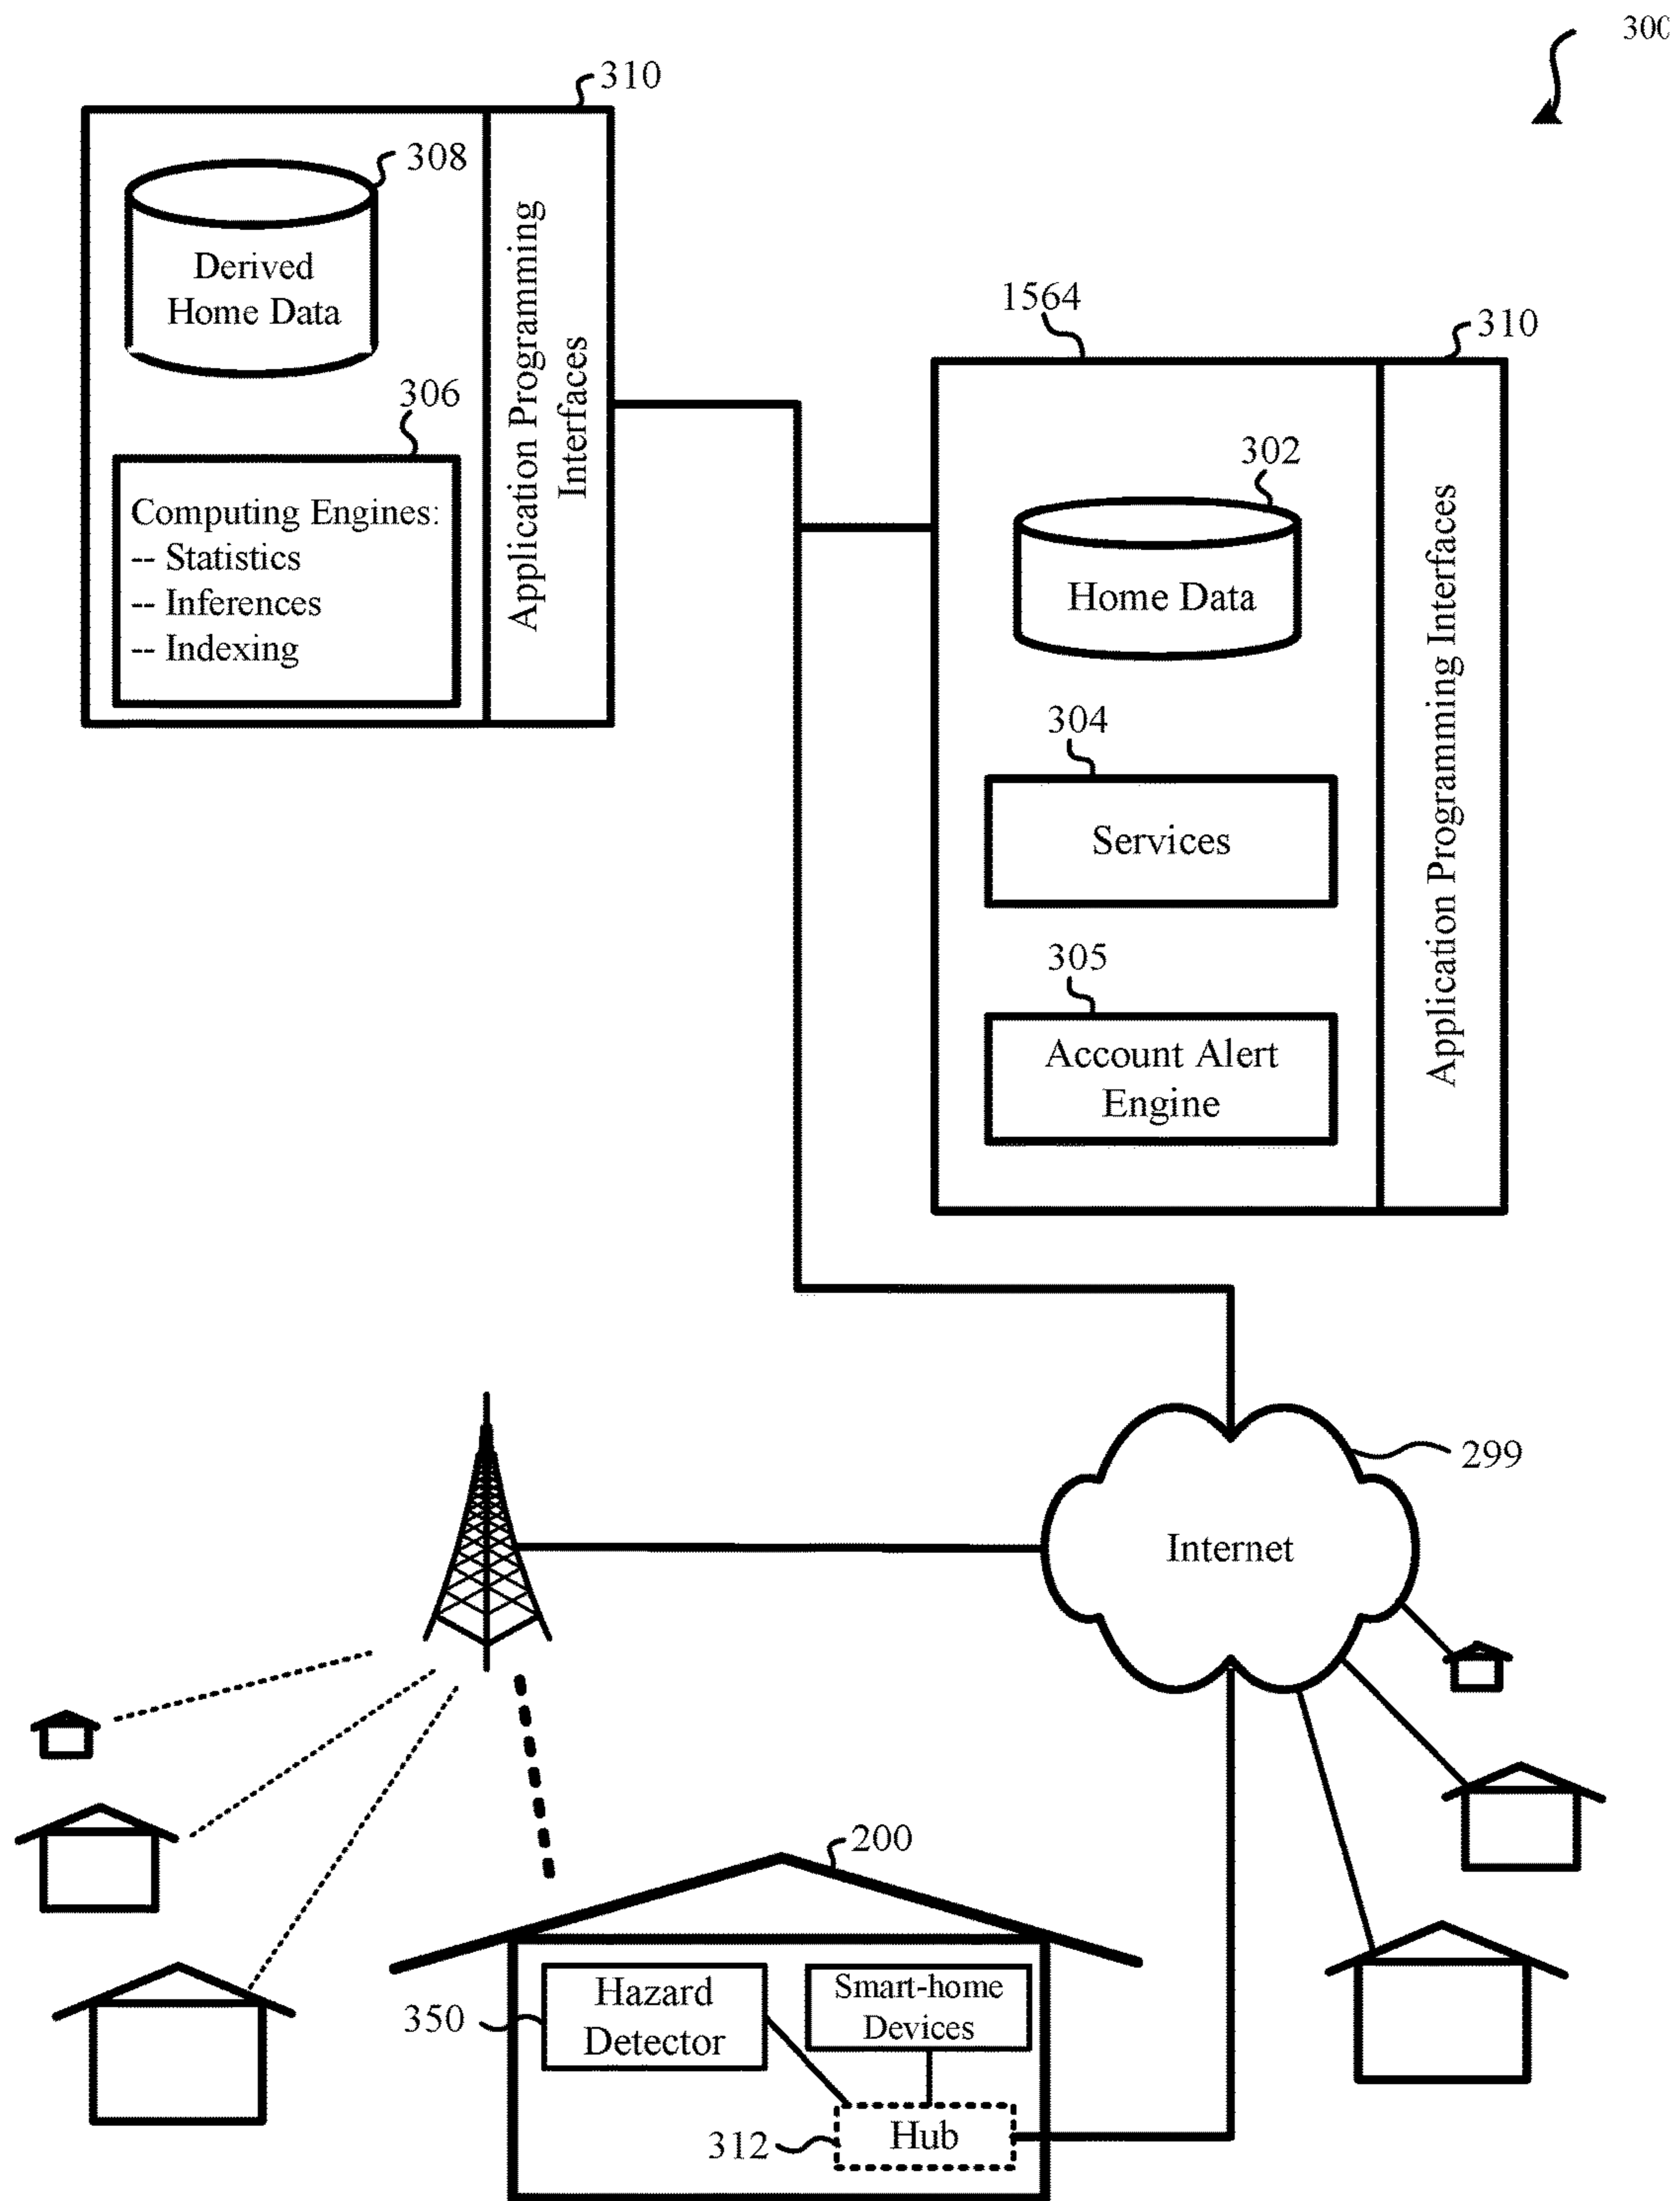 300
310
308
Derived
Home Data
306
Computing Engines:
-- Statistics
-- Inferences
-- Indexing
Application Programming
Interfaces
1564
310
302
Home Data
304
Services
305
Account Alert
Engine
Application Programming Interfaces
299
Internet
200
Hazard
Detector
350
Smart-home
Devices
312
Hub